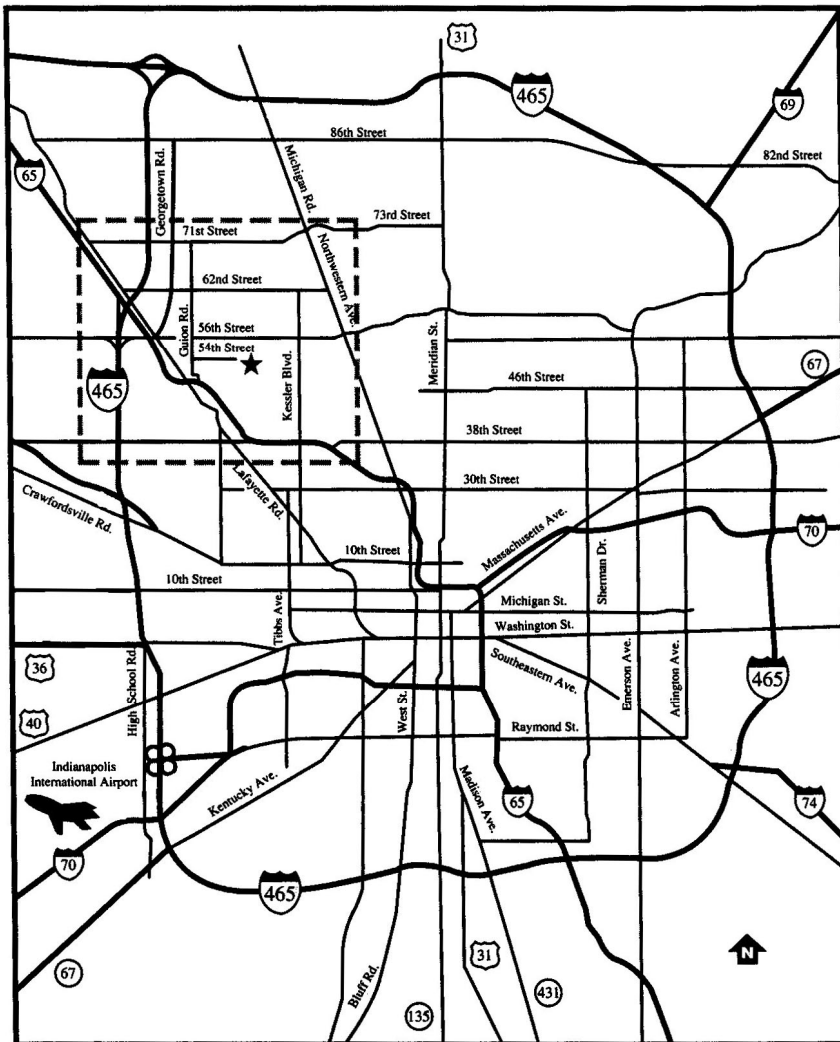 31
465
69
86th Street
82nd Street
65
Georgetown Rd.
Michigan Rd.
73rd Street
71st Street
Northwestern Ave.
62nd Street
Guion Rd.
56th Street
54th Street
Meridian St.
67
465
Kessler Blvd.
46th Street
38th Street
Lafayette Rd.
30th Street
Crawfordsville Rd.
Massachusetts Ave.
70
10th Street
10th Street
Sherman Dr.
Michigan St.
Tibbs Ave.
Washington St.
36
High School Rd.
Southeastern Ave.
Emerson Ave.
Arlington Ave.
465
40
West St.
Raymond St.
Indianapolis
International Airport
Kentucky Ave.
Madison Ave.
65
74
70
465
67
Bluff Rd.
31
N
431
135